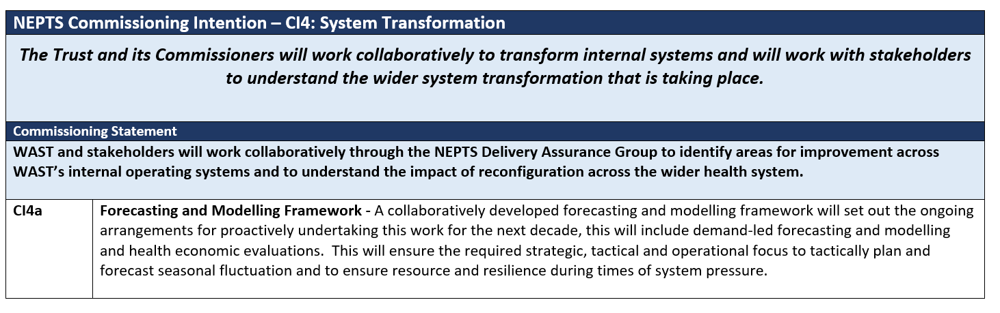 NEPTS Commissioning Intention – CI4: System Transformation
The Trust and its Commissioners will work collaboratively to transform internal systems and will work with stakeholders
to understand the wider system transformation that is taking place.
Commissioning Statement
WAST and stakeholders will work collaboratively through the NEPTS Delivery Assurance Group to identify areas for improvement across
WAST’s internal operating systems and to understand the impact of reconfiguration across the wider health system.
CI4a
Forecasting and Modelling Framework - A collaboratively developed forecasting and modelling framework will set out the ongoing
arrangements for proactively undertaking this work for the next decade, this will include demand-led forecasting and modelling
and health economic evaluations.  This will ensure the required strategic, tactical and operational focus to tactically plan and
forecast seasonal fluctuation and to ensure resource and resilience during times of system pressure.